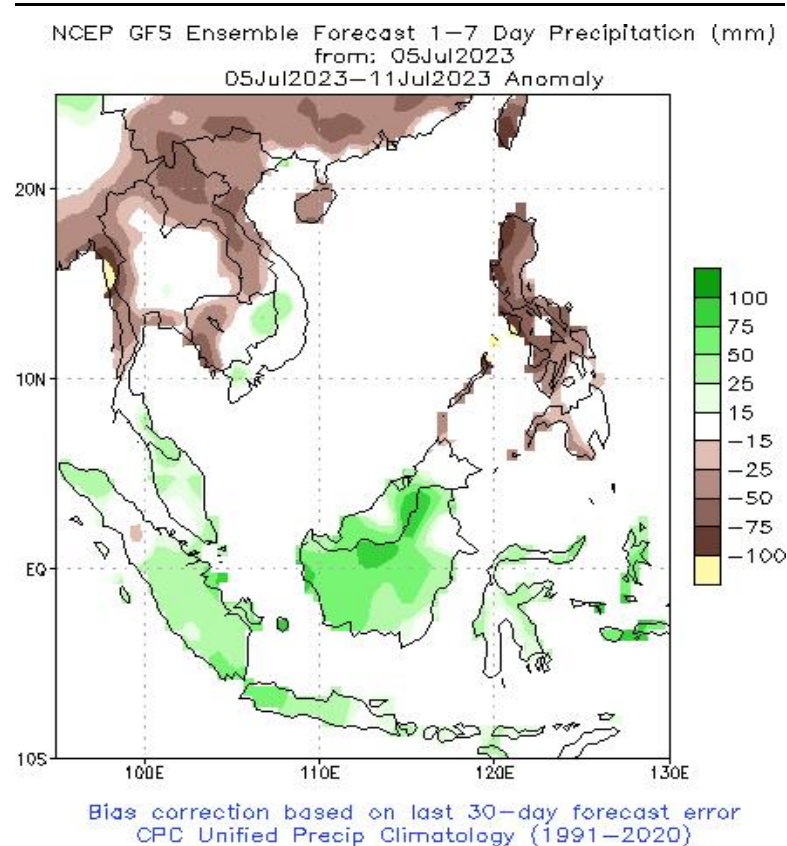 NCEP GFS Ensemble Forecast 1–7 Day Precipitation (mm)
from: 05Jul2023
05Jul2023–11Jul2023 Anomaly
20N
10N
EQ
10S
100E
110E
120E
130E
100
75
50
25
15
–15
–25
–50
–75
–100
Bias correction based on last 30–day forecast error
CPC Unified Precip Climatology (1991–2020)